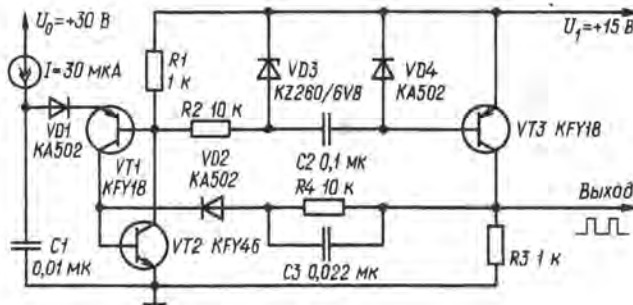 U₀=+30 В
U₁=+15 В
I=30 мкА
R1
1 к
VD3
KZ260/6V8
VD4
KA502
VD1
KA502
R2 10 к
VT3 KFY18
VT1
KFY18
VD2
KA502
C2 0,1 мк
R4 10 к
Выход
C1
0,01 мк
VT2 KFY46
C3 0,022 мк
R3 1 к